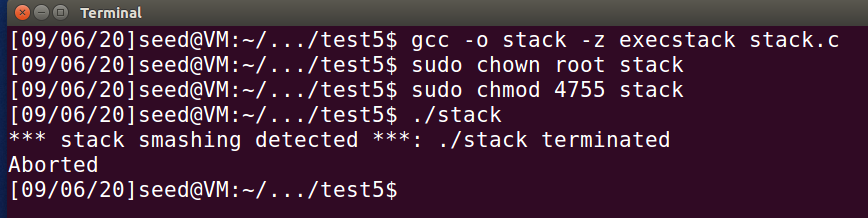 Terminal
[09/06/20]seed@VM:~/.../test5$ gcc -o stack -z execstack stack.c
[09/06/20]seed@VM:~/.../test5$ sudo chown root stack
[09/06/20]seed@VM:~/.../test5$ sudo chmod 4755 stack
[09/06/20]seed@VM:~/.../test5$ ./stack
*** stack smashing detected ***: ./stack terminated
Aborted
[09/06/20]seed@VM:~/.../test5$